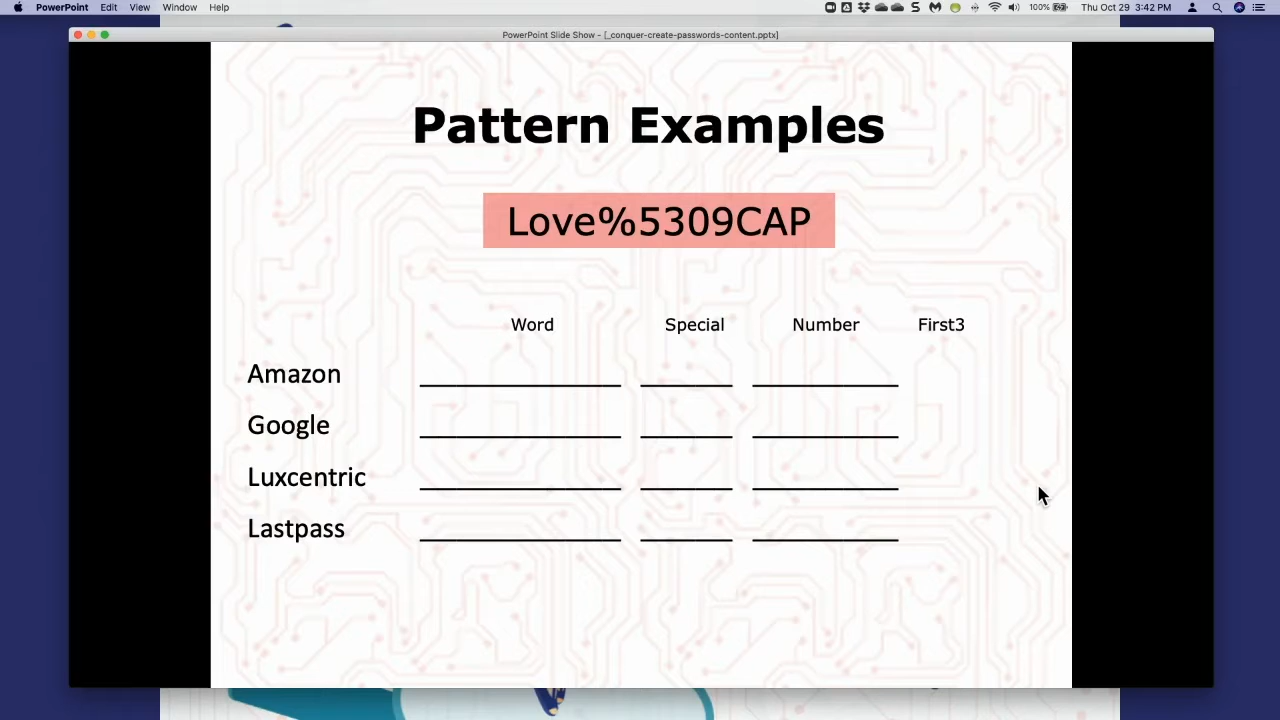 PowerPoint Edit View Window Help 100% Thu Oct 29 3:42 PM
PowerPoint Slide Show - [_conquer-create-passwords-content.pptx]
Pattern Examples
Love%5309CAP
Word Special Number First3
Amazon
Google
Luxcentric
Lastpass